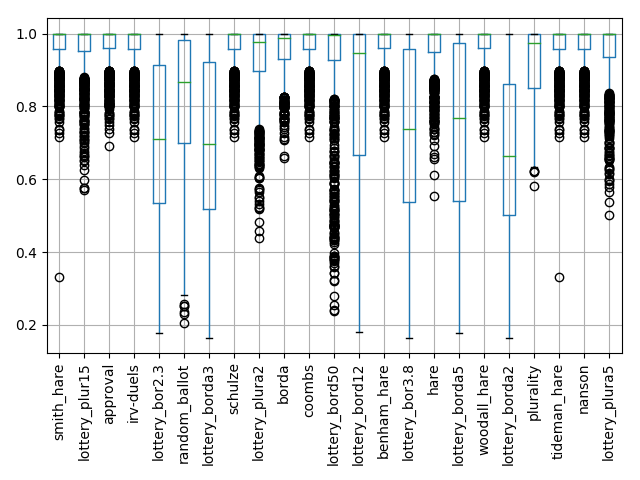 1.0
0.8
0.6
0.4
0.2
smith_hare
lottery_plur15
approval
irv-duels
lottery_bor2.3
random_ballot
lottery_borda3
schulze
lottery_plura2
borda
coombs
lottery_bord50
lottery_bord12
benham_hare
lottery_bor3.8
hare
lottery_borda5
woodall_hare
lottery_borda2
plurality
tideman_hare
nanson
lottery_plura5